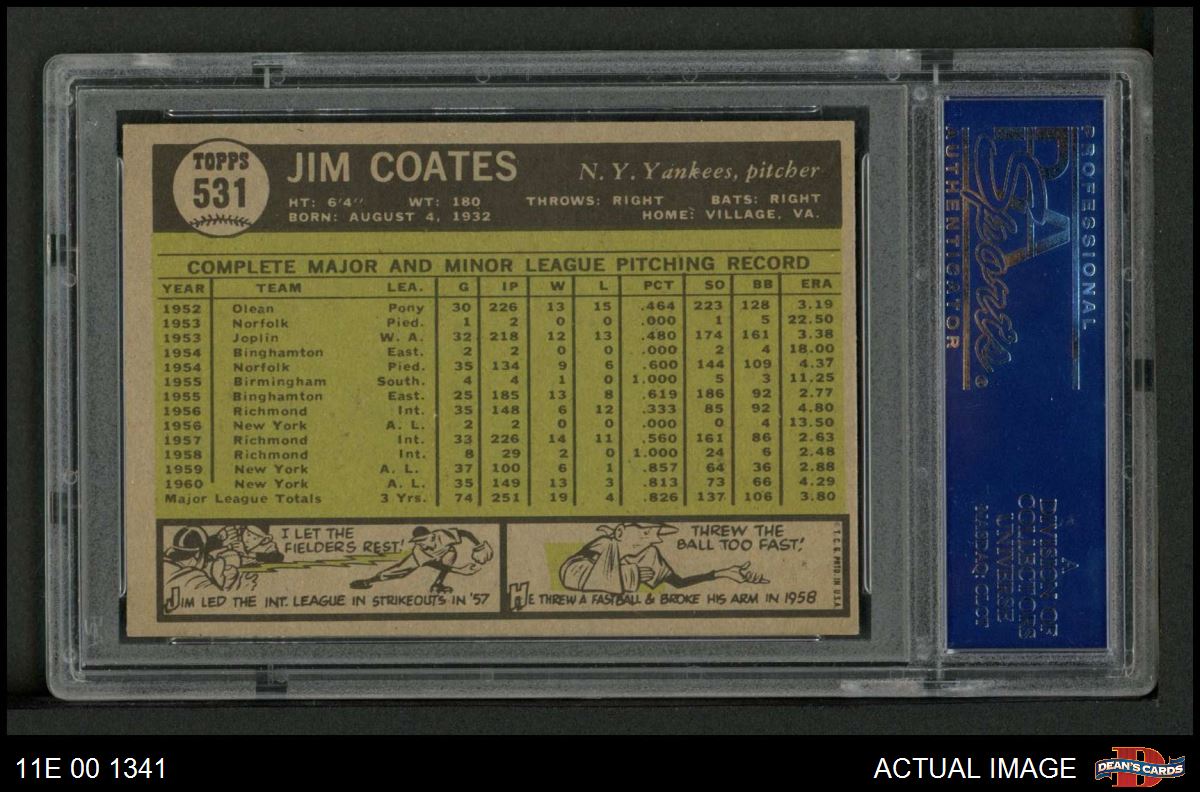 TOPPS
531
JIM COATES
N. Y. Yankees, pitcher
HT: 6'4" WT: 180 THROWS: RIGHT BATS: RIGHT
BORN: AUGUST 4, 1932 HOME: VILLAGE, VA.
COMPLETE MAJOR AND MINOR LEAGUE PITCHING RECORD
YEAR TEAM LEA. G IP W L PCT SO BB ERA
1952 Olean Pony 30 226 13 15 .464 223 128 3.19
1953 Norfolk Pied. 1 2 0 0 .000 1 5 22.50
1953 Joplin W. A. 32 218 12 13 .480 174 161 3.38
1954 Binghamton East. 2 2 0 0 .000 2 4 18.00
1954 Norfolk Pied. 35 134 9 6 .600 144 109 4.37
1955 Birmingham South. 4 4 1 0 1.000 5 3 11.25
1955 Binghamton East. 25 185 13 8 .619 186 92 2.77
1956 Richmond Int. 35 148 6 12 .333 85 92 4.80
1956 New York A. L. 2 2 0 0 .000 0 4 13.50
1957 Richmond Int. 33 226 14 11 .560 161 86 2.63
1958 Richmond Int. 8 29 2 0 1.000 24 6 2.48
1959 New York A. L. 37 100 6 1 .857 64 36 2.88
1960 New York A. L. 35 149 13 3 .813 73 66 4.29
Major League Totals 3 Yrs. 74 251 19 4 .826 137 106 3.80
I LET THE
FIELDERS REST!
JIM LED THE INT. LEAGUE IN STRIKEOUTS IN '57
THREW THE
BALL TOO FAST!
HE THREW A FASTBALL & BROKE HIS ARM IN 1958
© T.C.G. PRTD IN U.S.A.
PROFESSIONAL
PSA
Sports
AUTHENTICATOR
A
DIVISION OF
COLLECTORS
UNIVERSE
NASDAQ: CLCT
11E 00 1341
ACTUAL IMAGE
DEAN'S CARDS